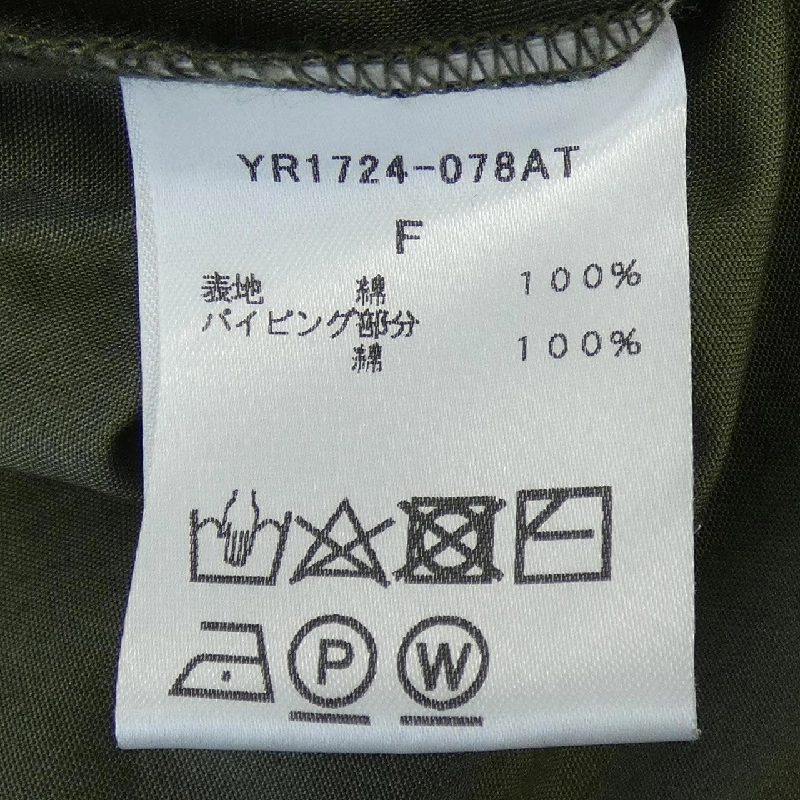 YR1724-078AT
F
表地 綿 100%
パイピング部分
綿 100%
P W